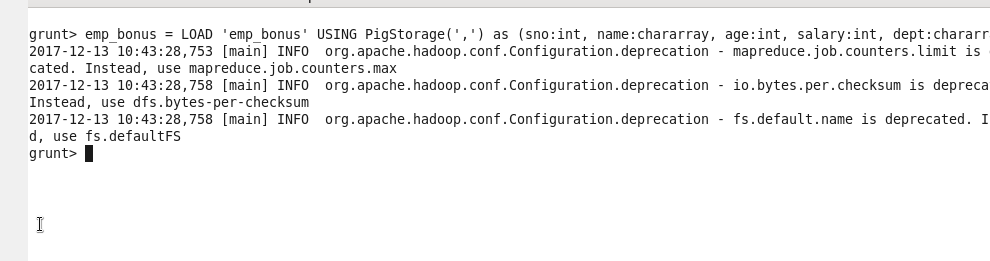 grunt> emp_bonus = LOAD 'emp_bonus' USING PigStorage(',') as (sno:int, name:chararray, age:int, salary:int, dept:chararr
2017-12-13 10:43:28,753 [main] INFO  org.apache.hadoop.conf.Configuration.deprecation - mapreduce.job.counters.limit is
cated. Instead, use mapreduce.job.counters.max
2017-12-13 10:43:28,758 [main] INFO  org.apache.hadoop.conf.Configuration.deprecation - io.bytes.per.checksum is depreca
Instead, use dfs.bytes-per-checksum
2017-12-13 10:43:28,758 [main] INFO  org.apache.hadoop.conf.Configuration.deprecation - fs.default.name is deprecated. I
d, use fs.defaultFS
grunt>